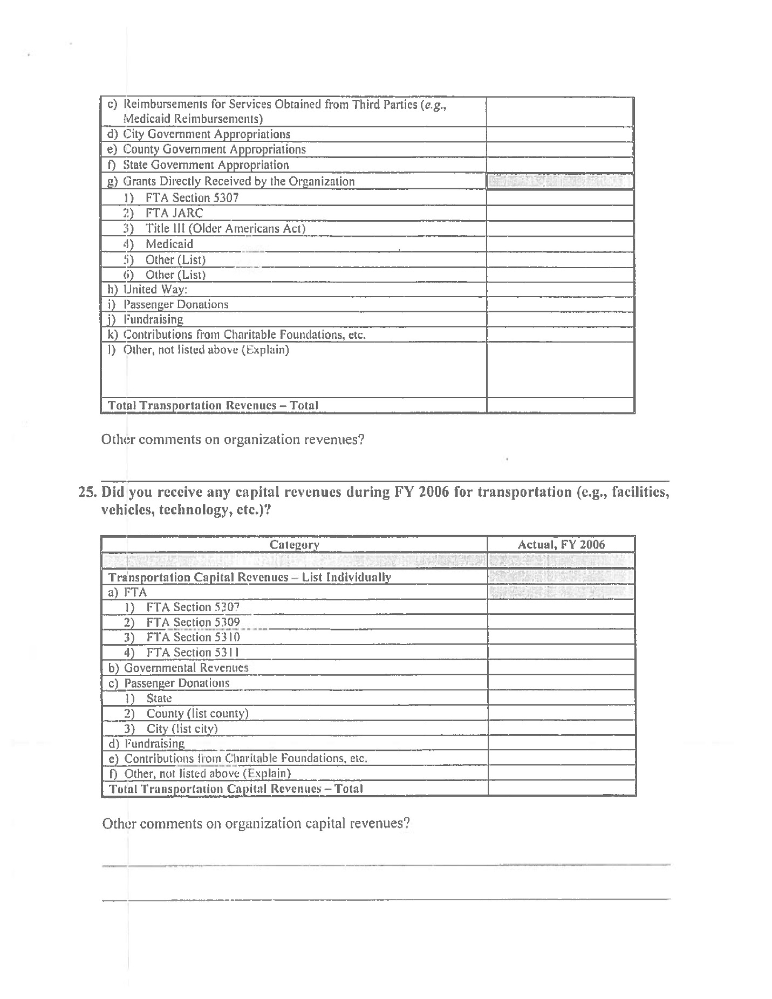 c) Reimbursements for Services Obtained from Third Parties (e.g.,
Medicaid Reimbursements)
d) City Government Appropriations
e) County Government Appropriations
f) State Government Appropriation
g) Grants Directly Received by the Organization
1) FTA Section 5307
2) FTA JARC
3) Title III (Older Americans Act)
4) Medicaid
5) Other (List)
6) Other (List)
h) United Way:
i) Passenger Donations
j) Fundraising
k) Contributions from Charitable Foundations, etc.
l) Other, not listed above (Explain)
Total Transportation Revenues – Total
Other comments on organization revenues?
25. Did you receive any capital revenues during FY 2006 for transportation (e.g., facilities,
vehicles, technology, etc.)?
Category Actual, FY 2006
Transportation Capital Revenues – List Individually
a) FTA
1) FTA Section 5307
2) FTA Section 5309
3) FTA Section 5310
4) FTA Section 5311
b) Governmental Revenues
c) Passenger Donations
1) State
2) County (list county)
3) City (list city)
d) Fundraising
e) Contributions from Charitable Foundations, etc.
f) Other, not listed above (Explain)
Total Transportation Capital Revenues – Total
Other comments on organization capital revenues?